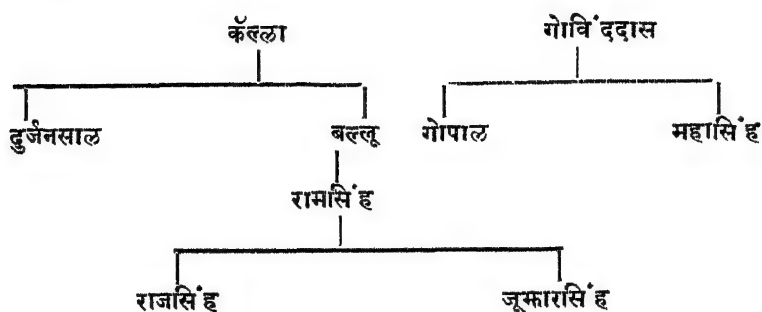 कॅल्ला गोविंददास
दुर्जनसाल बल्लू गोपाल महासिंह
रामसिंह
राजसिंह जूझारसिंह